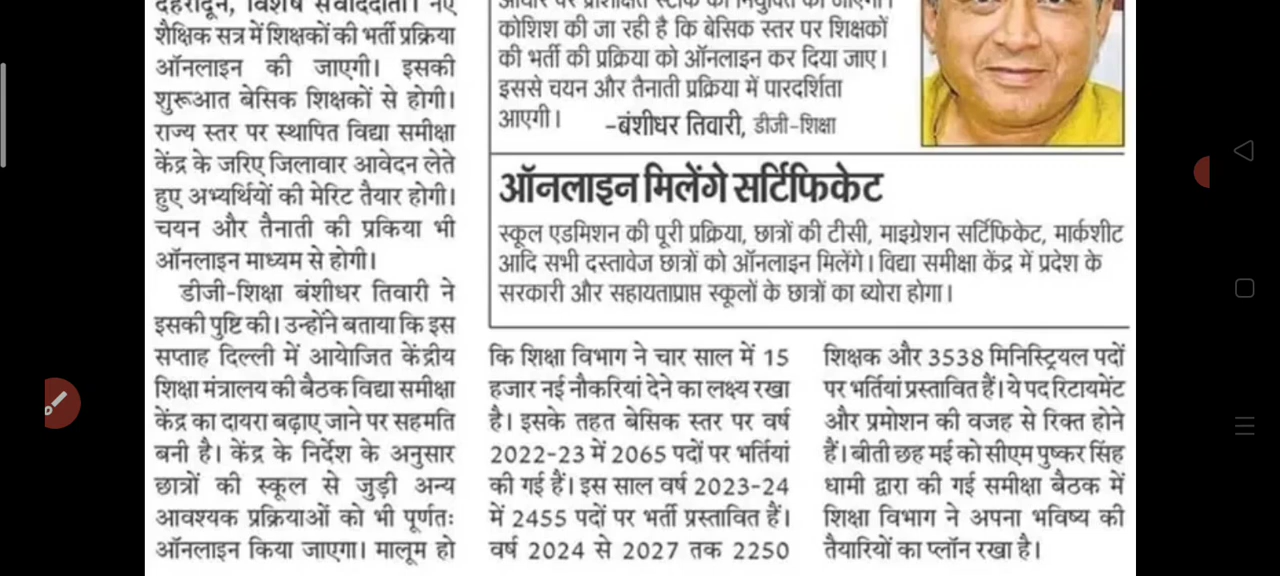 देहरादून, विशेष संवाददाता। नए
शैक्षिक सत्र में शिक्षकों की भर्ती प्रक्रिया
ऑनलाइन की जाएगी। इसकी
शुरूआत बेसिक शिक्षकों से होगी।
राज्य स्तर पर स्थापित विद्या समीक्षा
केंद्र के जरिए जिलावार आवेदन लेते
हुए अभ्यर्थियों की मेरिट तैयार होगी।
चयन और तैनाती की प्रकिया भी
ऑनलाइन माध्यम से होगी।
डीजी-शिक्षा बंशीधर तिवारी ने
इसकी पुष्टि की। उन्होंने बताया कि इस
सप्ताह दिल्ली में आयोजित केंद्रीय
शिक्षा मंत्रालय की बैठक विद्या समीक्षा
केंद्र का दायरा बढ़ाए जाने पर सहमति
बनी है। केंद्र के निर्देश के अनुसार
छात्रों की स्कूल से जुड़ी अन्य
आवश्यक प्रक्रियाओं को भी पूर्णतः
ऑनलाइन किया जाएगा। मालूम हो
आधार पर प्रशिक्षित स्टाफ की नियुक्ति की जाएगी।
कोशिश की जा रही है कि बेसिक स्तर पर शिक्षकों
की भर्ती की प्रक्रिया को ऑनलाइन कर दिया जाए।
इससे चयन और तैनाती प्रक्रिया में पारदर्शिता
आएगी।
-बंशीधर तिवारी, डीजी-शिक्षा
ऑनलाइन मिलेंगे सर्टिफिकेट
स्कूल एडमिशन की पूरी प्रक्रिया, छात्रों की टीसी, माइग्रेशन सर्टिफिकेट, मार्कशीट
आदि सभी दस्तावेज छात्रों को ऑनलाइन मिलेंगे। विद्या समीक्षा केंद्र में प्रदेश के
सरकारी और सहायताप्राप्त स्कूलों के छात्रों का ब्योरा होगा।
कि शिक्षा विभाग ने चार साल में 15
हजार नई नौकरियां देने का लक्ष्य रखा
है। इसके तहत बेसिक स्तर पर वर्ष
2022-23 में 2065 पदों पर भर्तियां
की गई हैं। इस साल वर्ष 2023-24
में 2455 पदों पर भर्ती प्रस्तावित हैं।
वर्ष 2024 से 2027 तक 2250
शिक्षक और 3538 मिनिस्ट्रियल पदों
पर भर्तियां प्रस्तावित हैं। ये पद रिटायमेंट
और प्रमोशन की वजह से रिक्त होने
हैं। बीती छह मई को सीएम पुष्कर सिंह
धामी द्वारा की गई समीक्षा बैठक में
शिक्षा विभाग ने अपना भविष्य की
तैयारियों का प्लॉन रखा है।